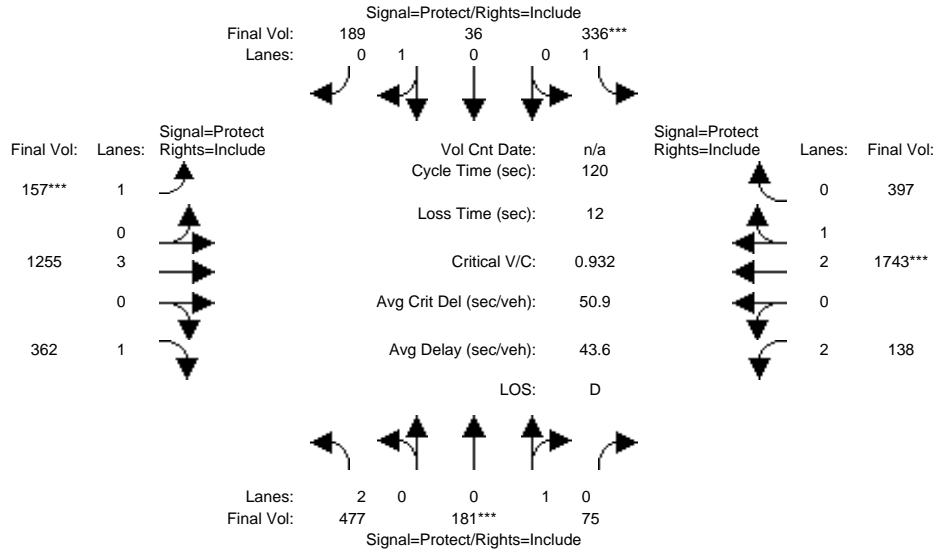 Signal=Protect/Rights=Include
Final Vol: 189 36 336***
Lanes: 0 1 0 0 1
Signal=Protect Signal=Protect
Final Vol: Lanes: Rights=Include Vol Cnt Date: n/a Rights=Include Lanes: Final Vol:
Cycle Time (sec): 120
157*** 1 0 397
Loss Time (sec): 12
0 1
1255 3 Critical V/C: 0.932 2 1743***
0 Avg Crit Del (sec/veh): 50.9 0
362 1 Avg Delay (sec/veh): 43.6 2 138
LOS: D
Lanes: 2 0 0 1 0
Final Vol: 477 181*** 75
Signal=Protect/Rights=Include